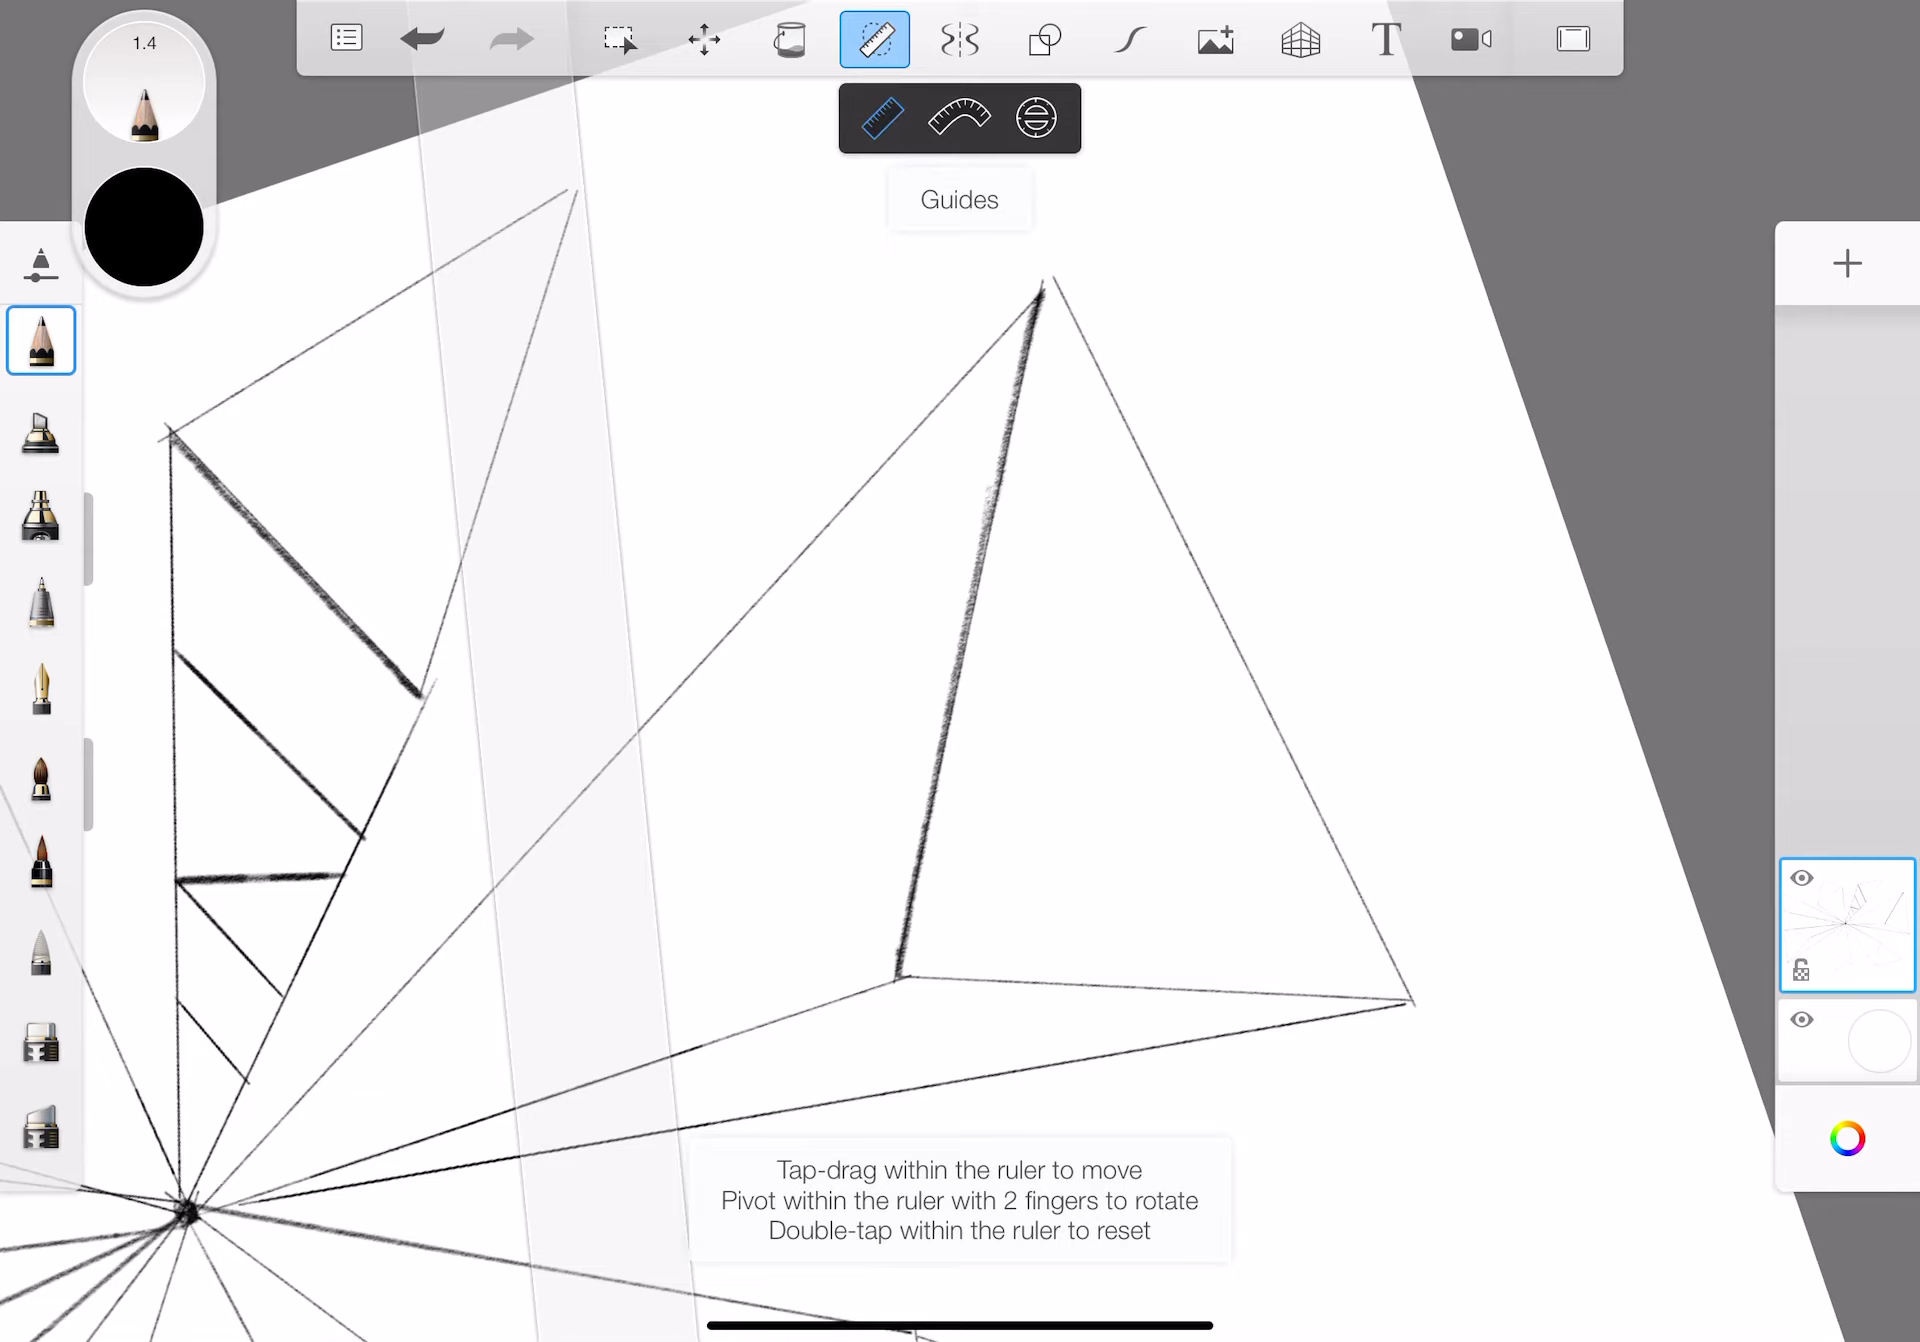 1.4
T
Guides
Tap-drag within the ruler to move
Pivot within the ruler with 2 fingers to rotate
Double-tap within the ruler to reset